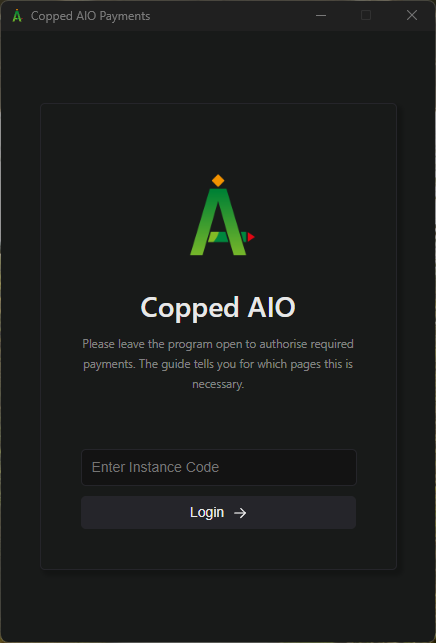 Copped AIO Payments
Copped AIO
Please leave the program open to authorise required
payments. The guide tells you for which pages this is
necessary.
Enter Instance Code
Login